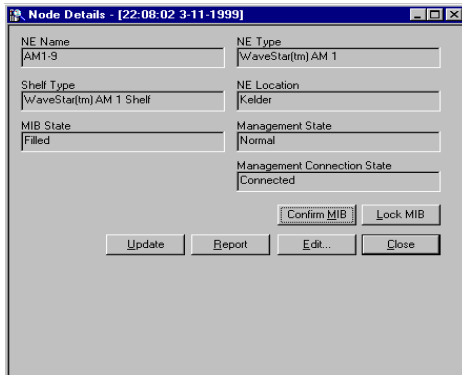 Node Details - [22:08:02 3-11-1999]
NE Name
AM1-9
NE Type
WaveStar(tm) AM 1
Shelf Type
WaveStar(tm) AM 1 Shelf
NE Location
Kelder
MIB State
Filled
Management State
Normal
Management Connection State
Connected
Confirm MIB
Lock MIB
Update
Report
Edit...
Close